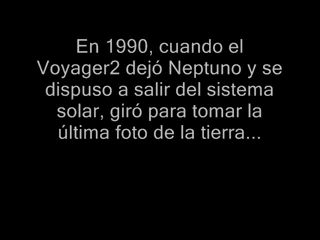 En 1990, cuando el
Voyager2 dejó Neptuno y se
dispuso a salir del sistema
solar, giró para tomar la
última foto de la tierra...